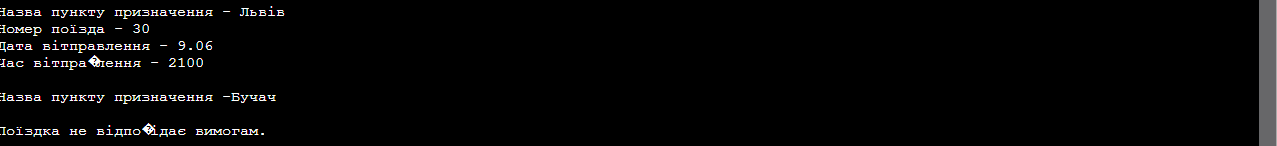 Назва пункту призначення - Львів
Номер поїзда - 30
Дата вітправлення - 9.06
Час вітпра�лення - 2100
Назва пункту призначення -Бучач
Поїздка не відпо�ідає вимогам.